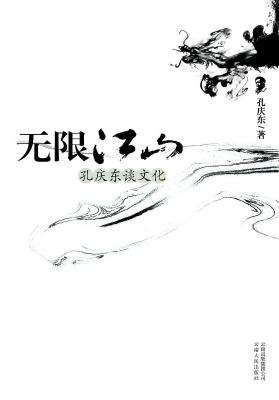 孔庆东/著
无限江山
孔庆东谈文化
云南出版集团公司
云南人民出版社